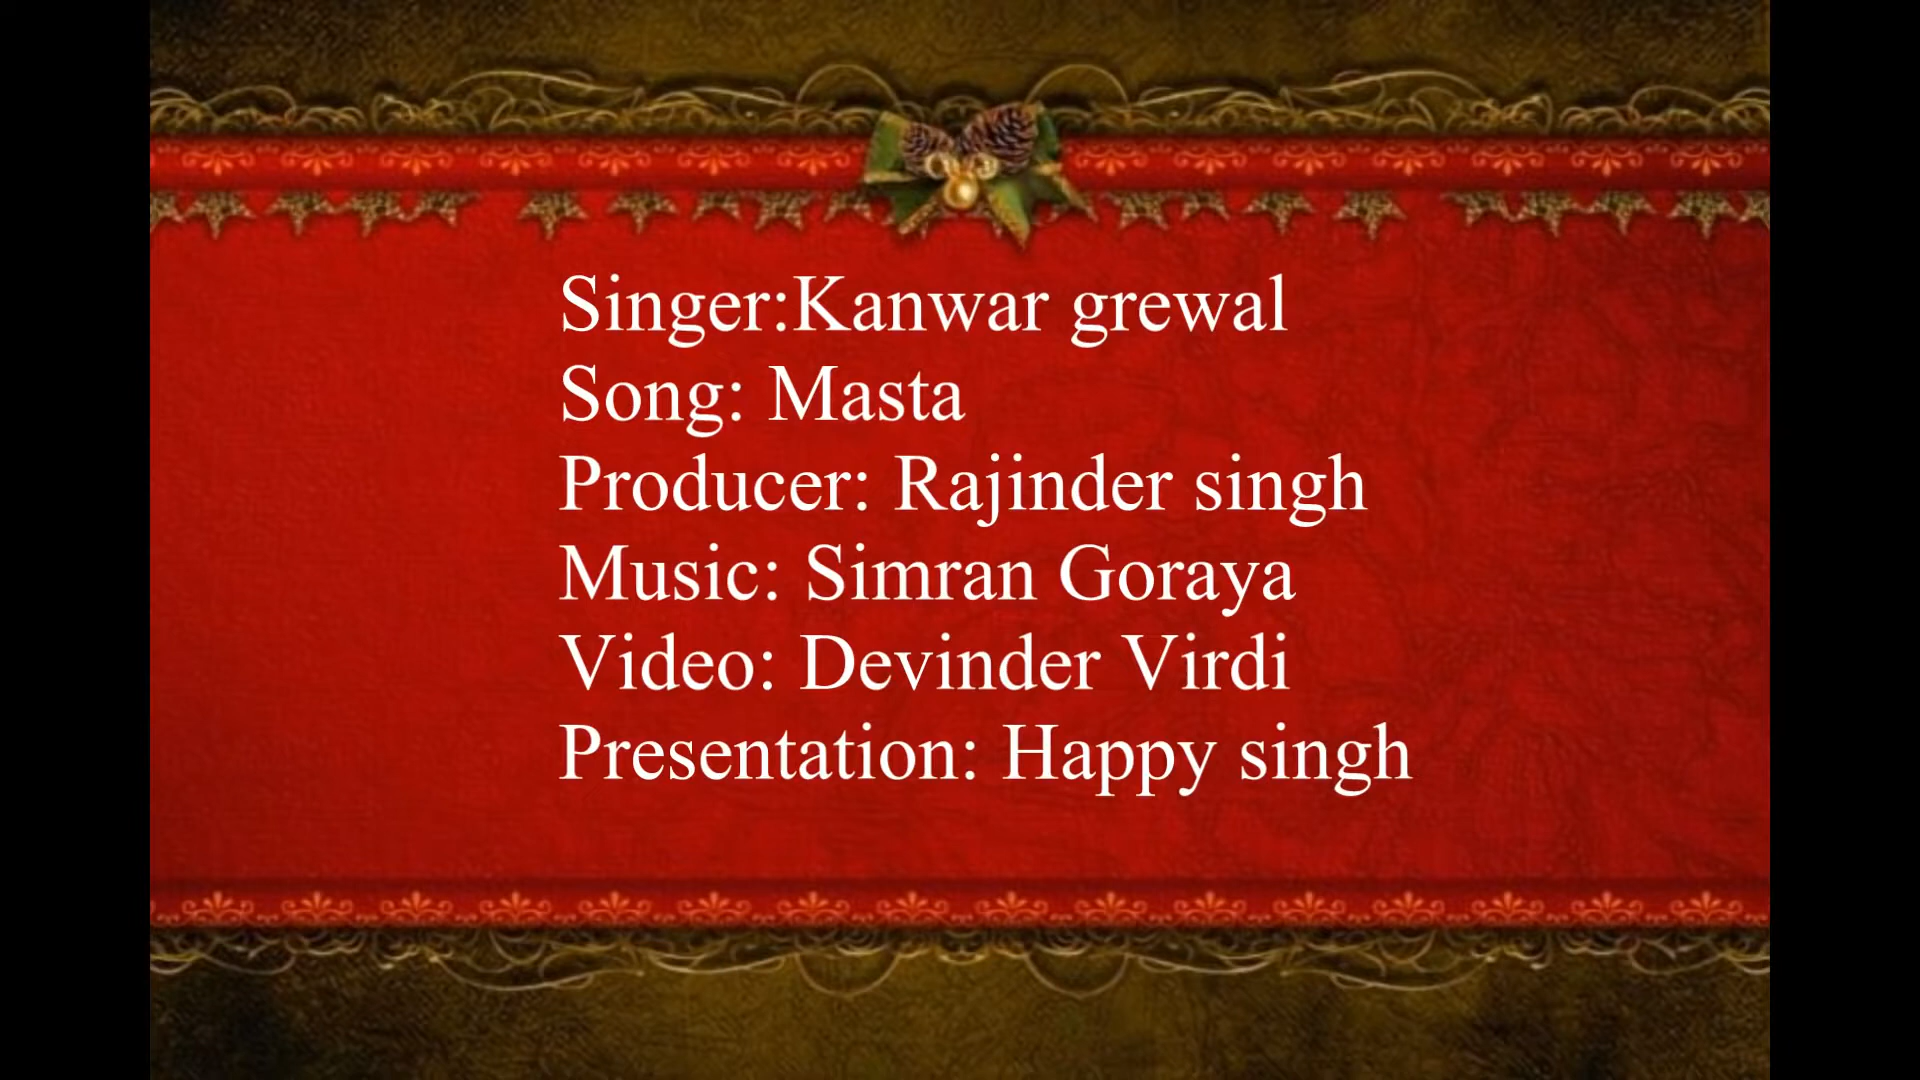 Singer:Kanwar grewal
Song: Masta
Producer: Rajinder singh
Music: Simran Goraya
Video: Devinder Virdi
Presentation: Happy singh